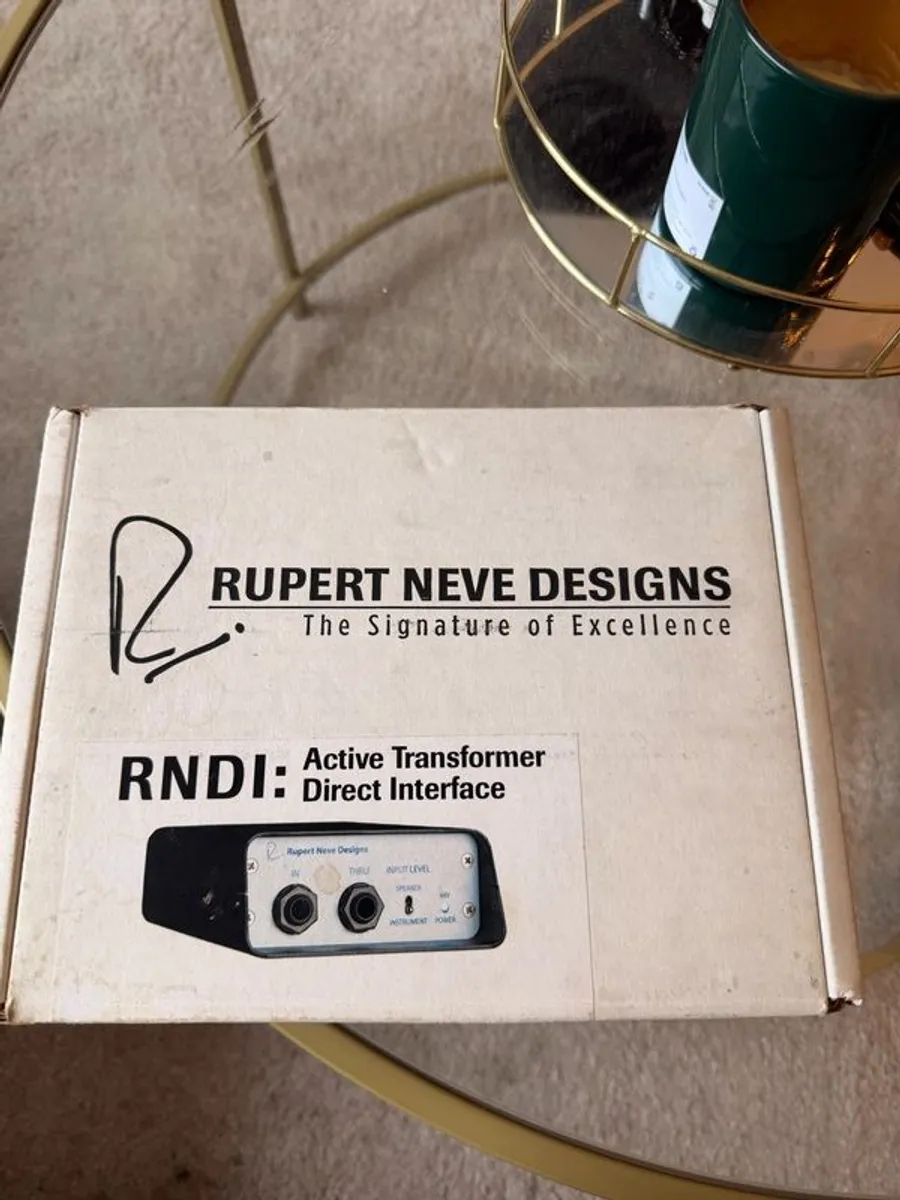 RUPERT NEVE DESIGNS
The Signature of Excellence
RNDI: Active Transformer
Direct Interface
Rupert Neve Designs
IN THRU INPUT LEVEL
SPEAKER
INSTRUMENT POWER